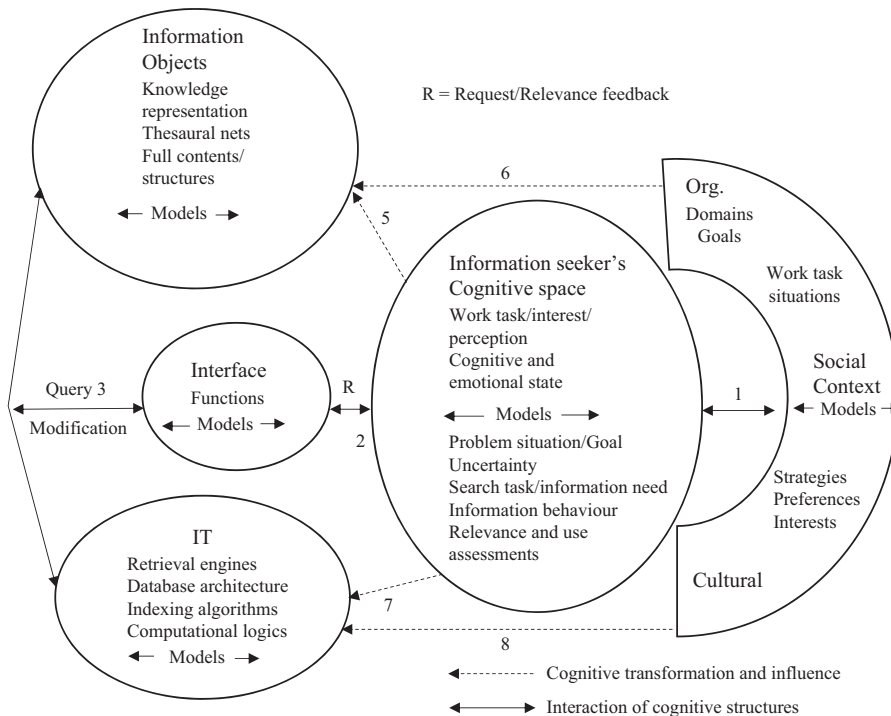 Information
Objects
Knowledge
representation
Thesaural nets
Full contents/
structures
Models
R = Request/Relevance feedback
6
5
Org.
Domains
Goals
Work task
situations
Social
Context
Models
Strategies
Preferences
Interests
Cultural
Information seeker's
Cognitive space
Work task/interest/
perception
Cognitive and
emotional state
Models
Problem situation/Goal
Uncertainty
Search task/information need
Information behaviour
Relevance and use
assessments
1
Interface
Functions
Models
R
2
Query 3
Modification
IT
Retrieval engines
Database architecture
Indexing algorithms
Computational logics
Models
7
8
Cognitive transformation and influence
Interaction of cognitive structures